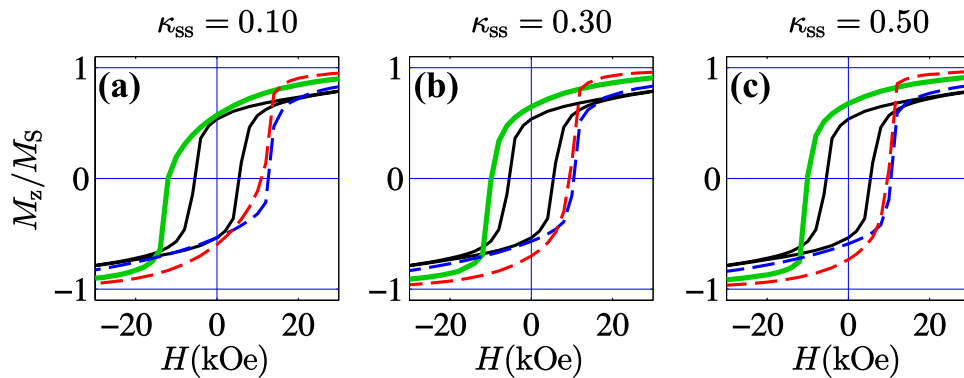 κss = 0.10 κss = 0.30 κss = 0.50
(a) (b) (c)
1 1 1
0 0 0
−1 −1 −1
Mz/MS
−20 0 20 −20 0 20 −20 0 20
H(kOe) H(kOe) H(kOe)